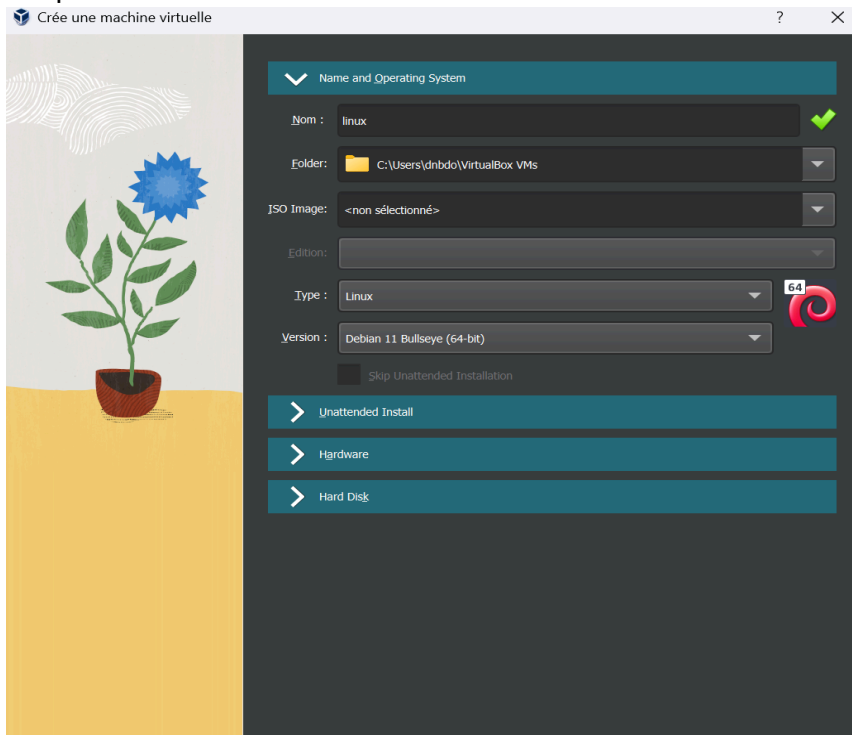 Crée une machine virtuelle ?
Name and Operating System
Nom : linux
Folder: C:\Users\dnbdo\VirtualBox VMs
ISO Image: <non sélectionné>
Edition:
Type : Linux
64
Version : Debian 11 Bullseye (64-bit)
Skip Unattended Installation
Unattended Install
Hardware
Hard Disk